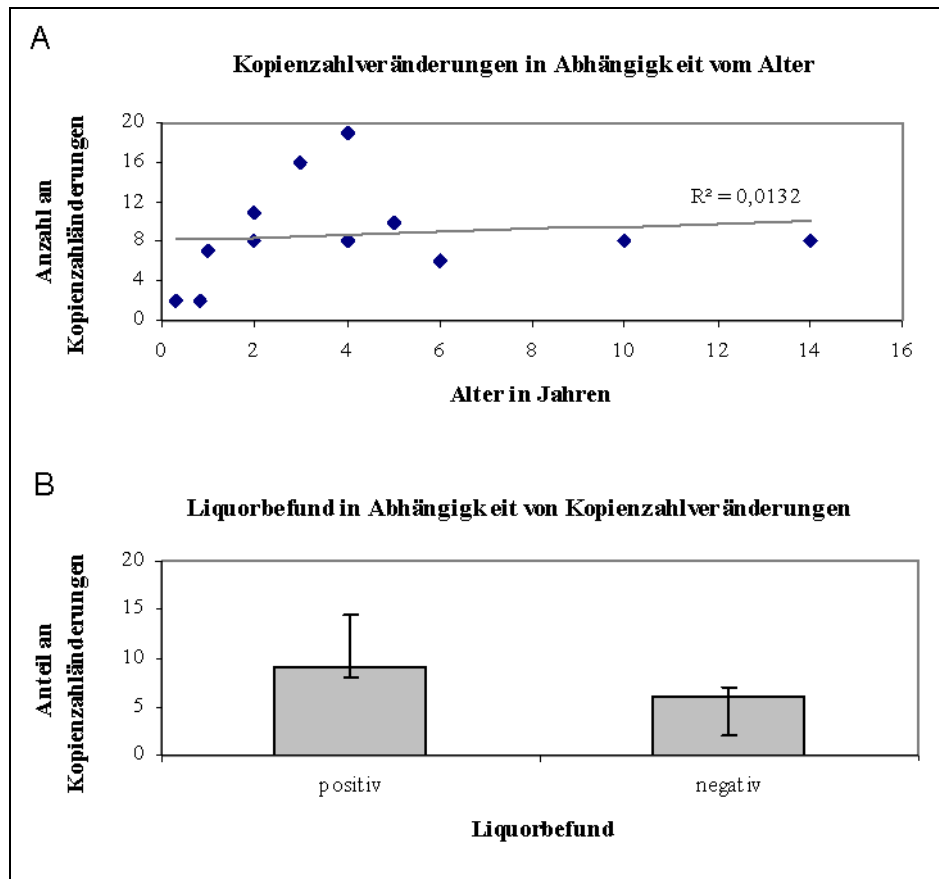 A
Kopienzahlveränderungen in Abhängigkeit vom Alter
Anzahl an
Kopienzahländerungen
20
16
12
8
4
0
R² = 0,0132
0 2 4 6 8 10 12 14 16
Alter in Jahren
B
Liquorbefund in Abhängigkeit von Kopienzahlveränderungen
Anteil an
Kopienzahländerungen
20
15
10
5
0
positiv negativ
Liquorbefund